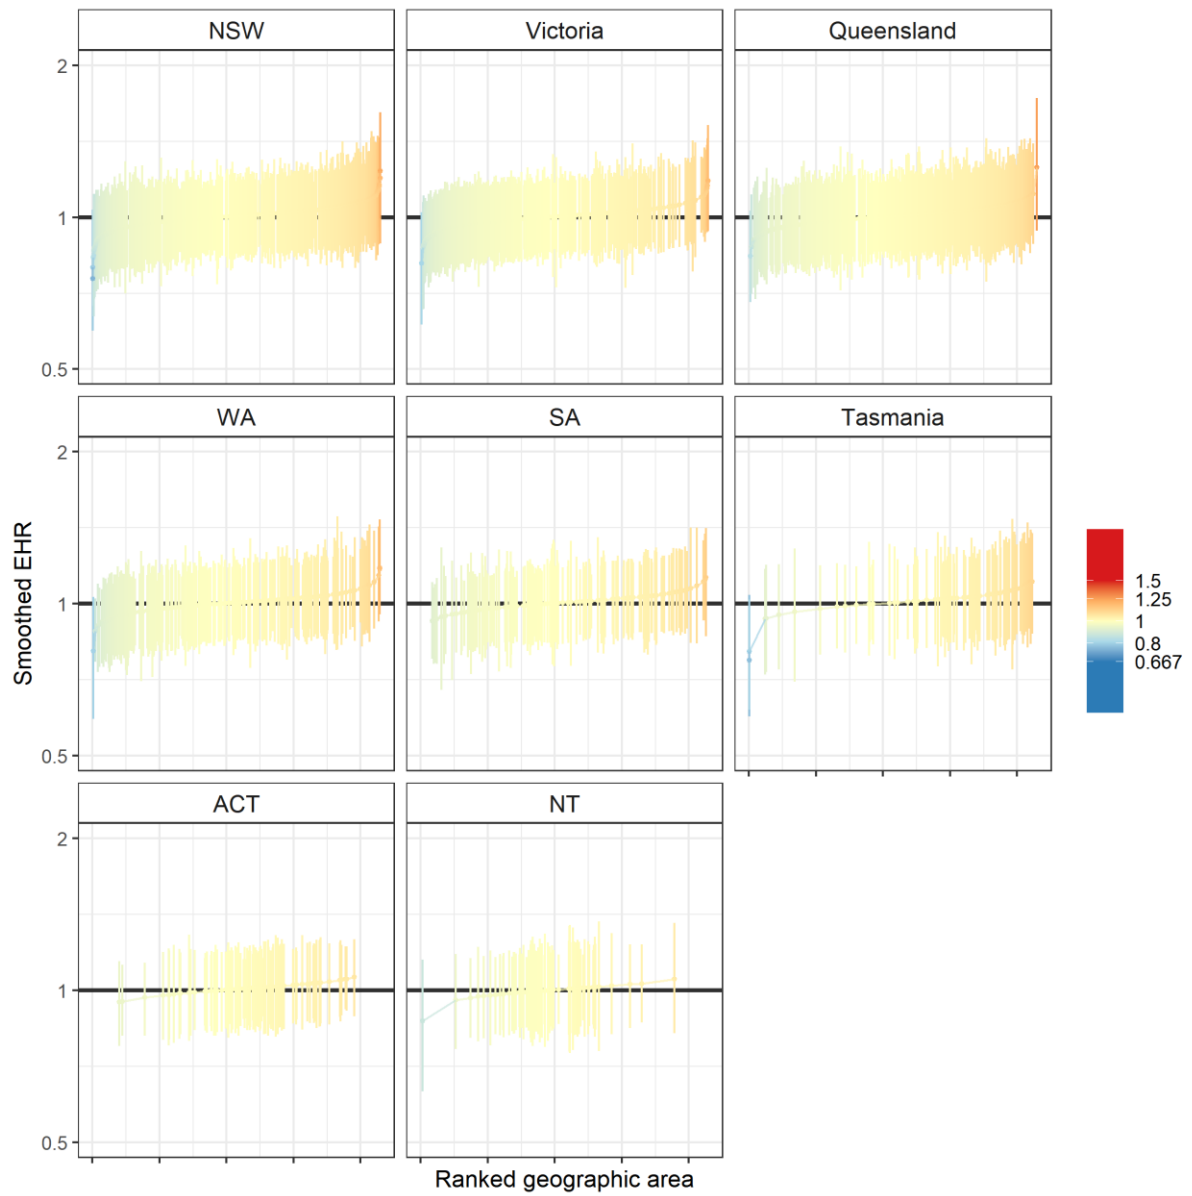 NSW Victoria Queensland
2
1
0.5
WA SA Tasmania
2
1
0.5
Smoothed EHR
1.5
1.25
1
0.8
0.667
ACT NT
2
1
0.5
Ranked geographic area